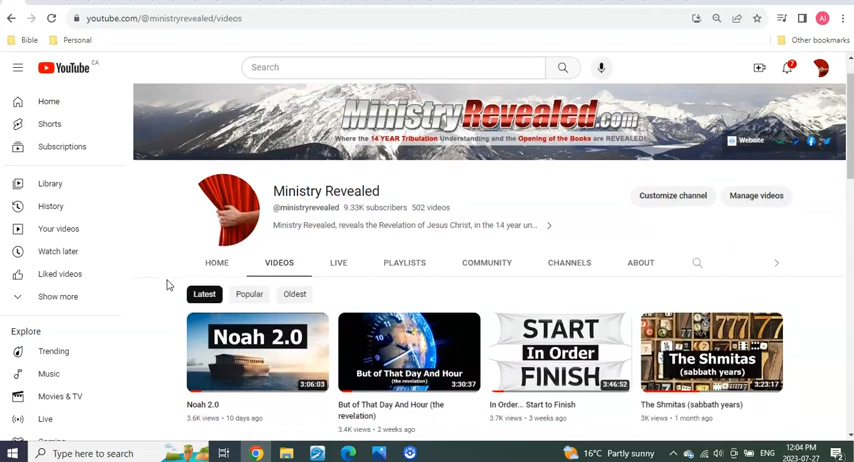 youtube.com/@ministryrevealed/videos
AI
Bible
Personal
Other bookmarks
YouTube CA
Search
7
MinistryRevealed.com
Where the 14 YEAR Tribulation Understanding and the Opening of the Books are REVEALED!
Website
Home
Shorts
Subscriptions
Library
History
Your videos
Watch later
Liked videos
Show more
Explore
Trending
Music
Movies & TV
Live
Ministry Revealed
@ministryrevealed 9.33K subscribers 502 videos
Ministry Revealed, reveals the Revelation of Jesus Christ, in the 14 year un...
Customize channel
Manage videos
HOME
VIDEOS
LIVE
PLAYLISTS
COMMUNITY
CHANNELS
ABOUT
Latest
Popular
Oldest
Noah 2.0
3:06:03
Noah 2.0
3.6K views • 10 days ago
But of That Day And Hour
(the revelation)
3:30:37
But of That Day And Hour (the
revelation)
3.4K views • 2 weeks ago
START
In Order
FINISH
3:46:52
In Order... Start to Finish
3.7K views • 3 weeks ago
The Shmitas
(sabbath years)
3:23:17
The Shmitas (sabbath years)
3K views • 1 month ago
Type here to search
16°C Partly sunny
ENG
12:04 PM
2023-07-27
2